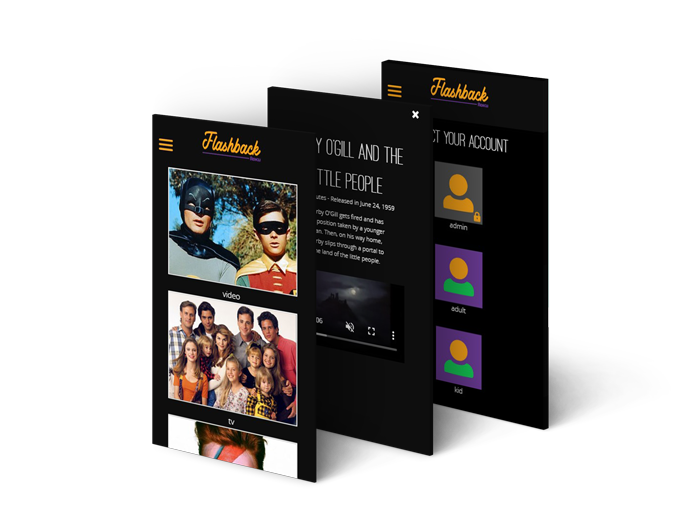 Flashback
video
tv
Y O'GILL AND THE
TTLE PEOPLE
utes - Released in June 24, 1959
rby O'Gill gets fired and has
position taken by a younger
an. Then, on his way home,
rby slips through a portal to
the land of the little people.
06
Flashback
CT YOUR ACCOUNT
admin
adult
kid